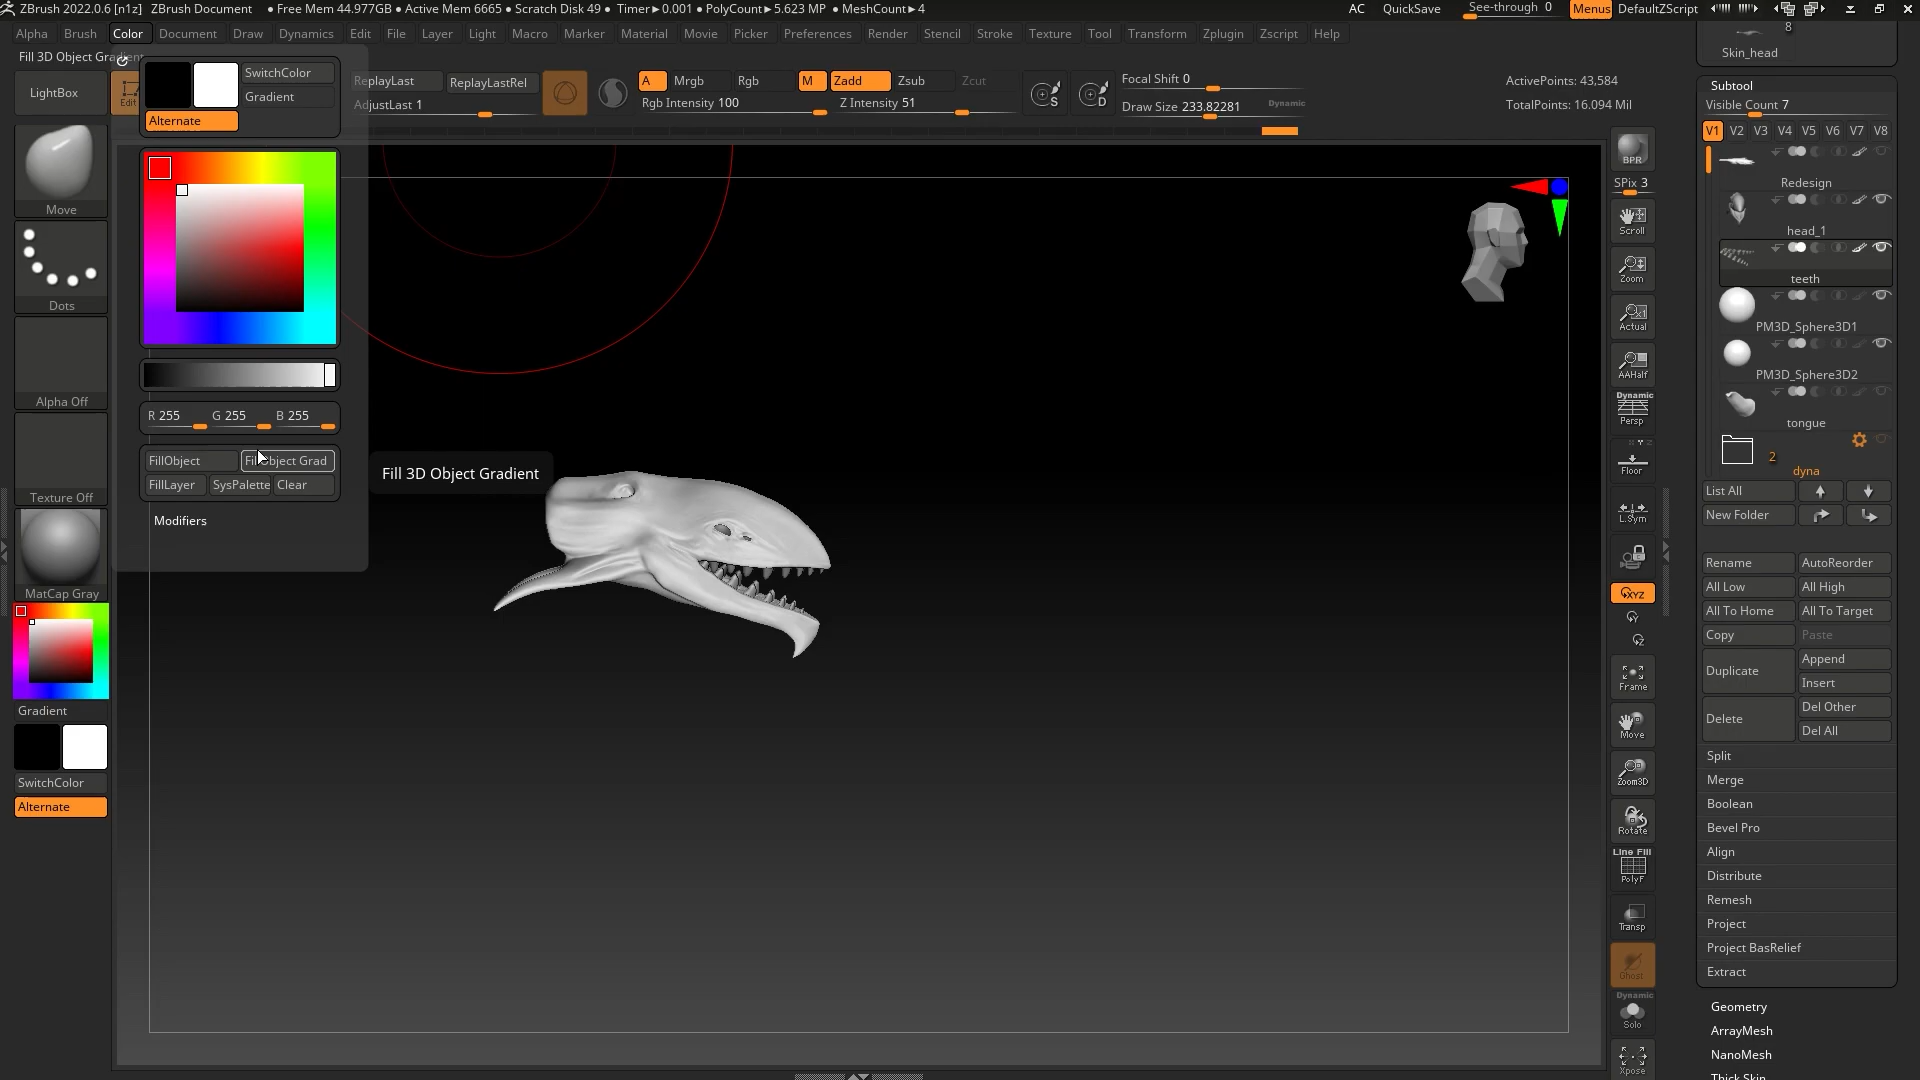 ZBrush 2022.0.6 [n1z] ZBrush Document ● Free Mem 44.977GB ● Active Mem 6665 ● Scratch Disk 49 ● Timer►0.001 ● PolyCount►5.623 MP ● MeshCount►4 AC QuickSave See-through 0 Menus DefaultZScript
Alpha Brush Color Document Draw Dynamics Edit File Layer Light Macro Marker Material Movie Picker Preferences Render Stencil Stroke Texture Tool Transform Zplugin Zscript Help
8
Skin_head
Fill 3D Object Gradient
LightBox
Edit
SwitchColor
Gradient
Alternate
ReplayLast ReplayLastRel
AdjustLast 1
A Mrgb Rgb M Zadd Zsub Zcut
Rgb Intensity 100 Z Intensity 51
S D
Focal Shift 0
Draw Size 233.82281 Dynamic
ActivePoints: 43,584
TotalPoints: 16.094 Mil
Move
Dots
Alpha Off
Texture Off
MatCap Gray
Gradient
SwitchColor
Alternate
R 255 G 255 B 255
FillObject
FillLayer SysPalette Clear
Modifiers
Fill 3D Object Gradient
BPR
SPix 3
Scroll
Zoom
Actual
AAHalf
Dynamic
Persp
Floor
L.Sym
XYZ
Y
Z
Frame
Move
Zoom3D
Rotate
Line Fill
PolyF
Transp
Ghost
Dynamic
Solo
Xpose
Subtool
Visible Count 7
V1 V2 V3 V4 V5 V6 V7 V8
Redesign
head_1
teeth
PM3D_Sphere3D1
PM3D_Sphere3D2
tongue
2
dyna
List All
New Folder
Rename AutoReorder
All Low All High
All To Home All To Target
Copy Paste
Duplicate Append
Insert
Delete Del Other
Del All
Split
Merge
Boolean
Bevel Pro
Align
Distribute
Remesh
Project
Project BasRelief
Extract
Geometry
ArrayMesh
NanoMesh
Thick Skin